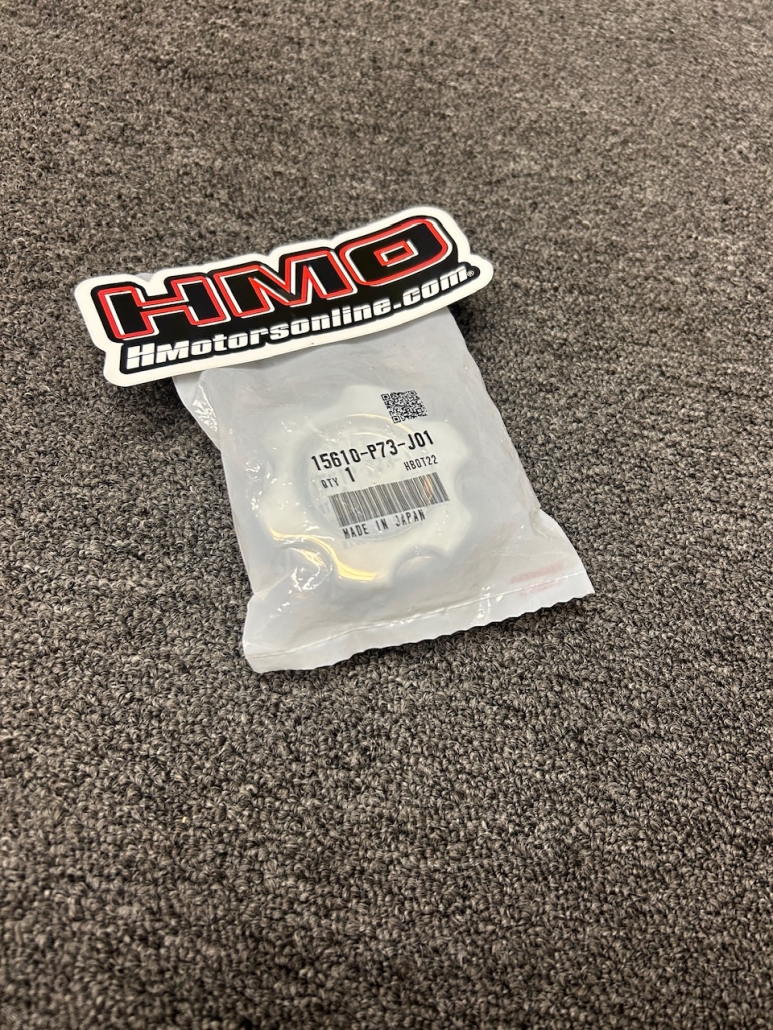 HMO
HMotorsonline.com®
15610-P73-J01
QTY 1 HBOT22
MADE IN JAPAN